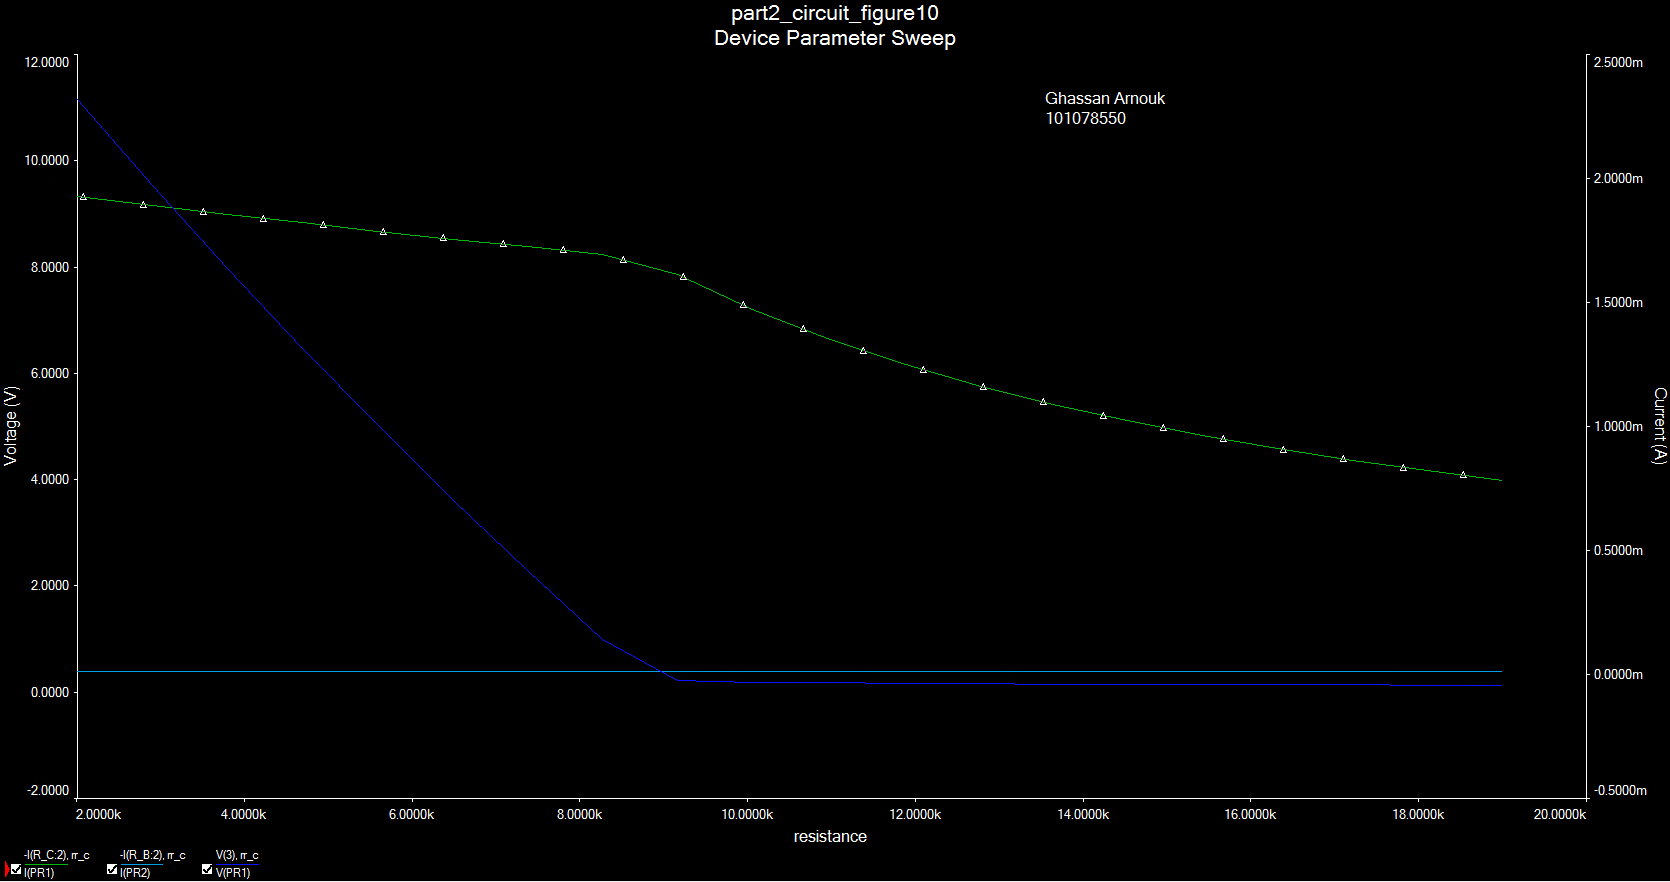 part2_circuit_figure10
Device Parameter Sweep
12.0000
10.0000
8.0000
6.0000
4.0000
2.0000
0.0000
-2.0000
Voltage (V)
Ghassan Arnouk
101078550
2.5000m
2.0000m
1.5000m
1.0000m
0.5000m
0.0000m
-0.5000m
Current (A)
2.0000k 4.0000k 6.0000k 8.0000k 10.0000k 12.0000k 14.0000k 16.0000k 18.0000k 20.0000k
resistance
-I(R_C:2), rr_c -I(R_B:2), rr_c V(3), rr_c
I(PR1) I(PR2) V(PR1)